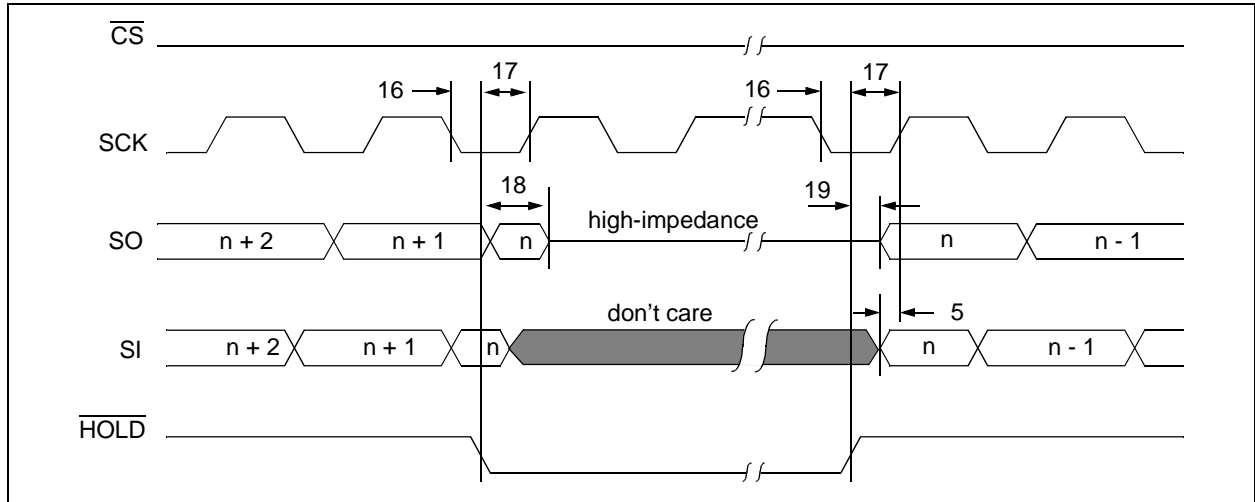 CS
16 17 16 17
SCK
18 19
high-impedance
SO n + 2 n + 1 n n n - 1
don't care 5
SI n + 2 n + 1 n n n - 1
HOLD